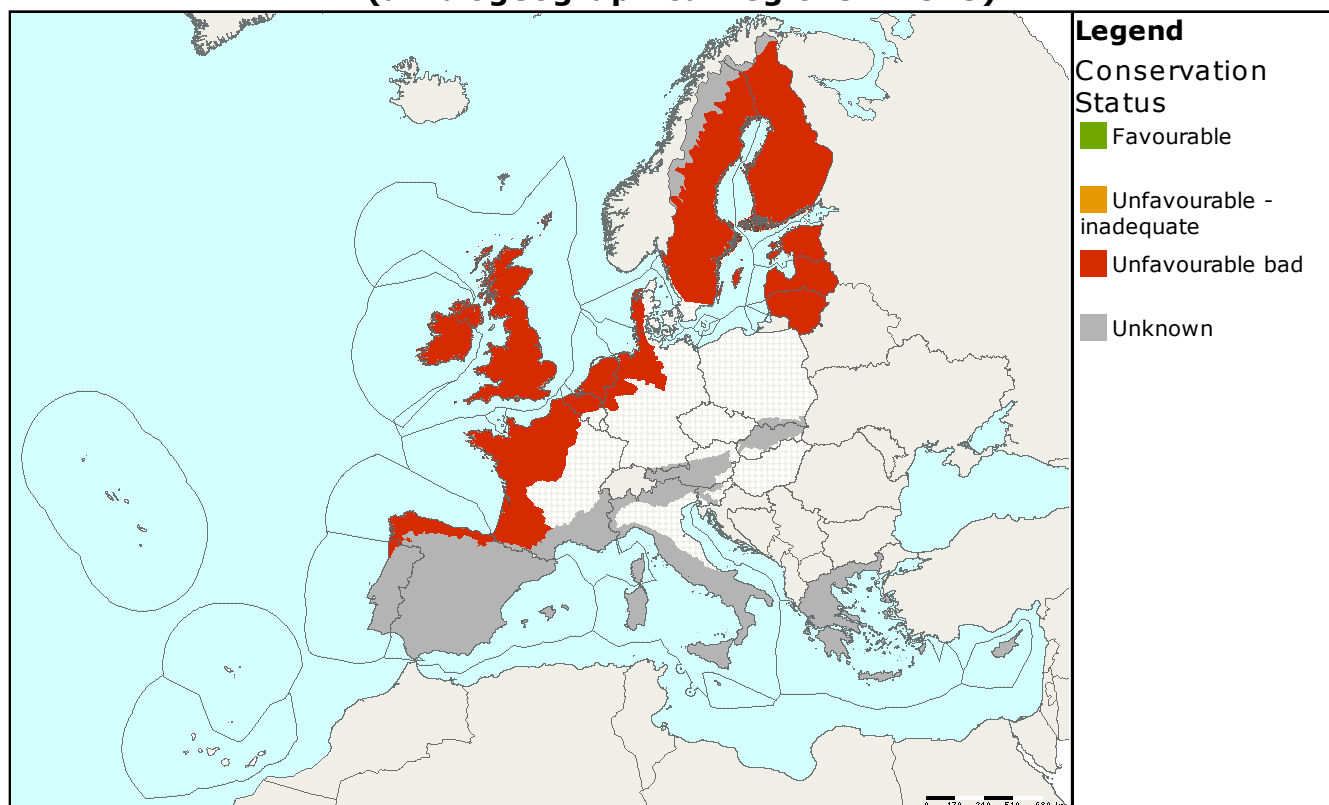 Legend
Conservation
Status
Favourable
Unfavourable -
inadequate
Unfavourable bad
Unknown